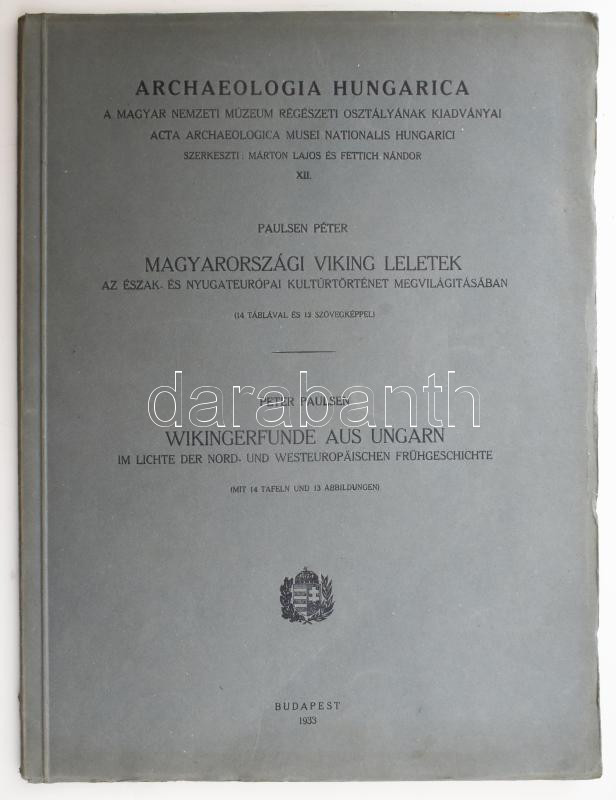 ARCHAEOLOGIA HUNGARICA
A MAGYAR NEMZETI MÚZEUM RÉGÉSZETI OSZTÁLYÁNAK KIADVÁNYAI
ACTA ARCHAEOLOGICA MUSEI NATIONALIS HUNGARICI
SZERKESZTI: MÁRTON LAJOS ÉS FETTICH NÁNDOR
XII.
PAULSEN PÉTER
MAGYARORSZÁGI VIKING LELETEK
AZ ÉSZAK- ÉS NYUGATEURÓPAI KULTÚRTÖRTÉNET MEGVILÁGITÁSÁBAN
(14 TÁBLÁVAL ÉS 13 SZÖVEGKÉPPEL)
darabanth
PETER PAULSEN
WIKINGERFUNDE AUS UNGARN
IM LICHTE DER NORD- UND WESTEUROPÄISCHEN FRÜHGESCHICHTE
(MIT 14 TAFELN UND 13 ABBILDUNGEN)
BUDAPEST
1933